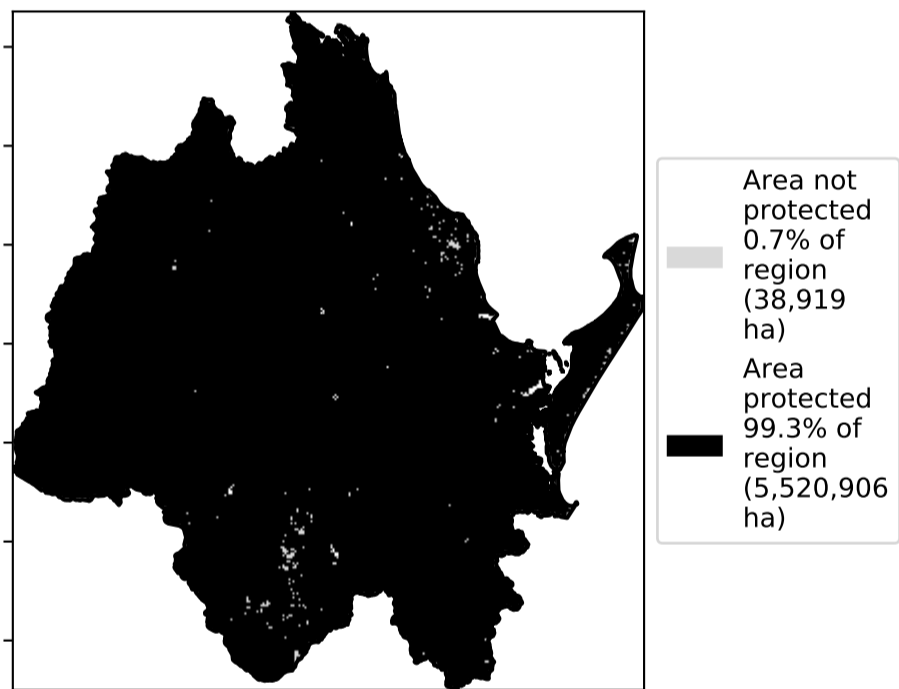 Area not
protected
0.7% of
region
(38,919
ha)
Area
protected
99.3% of
region
(5,520,906
ha)